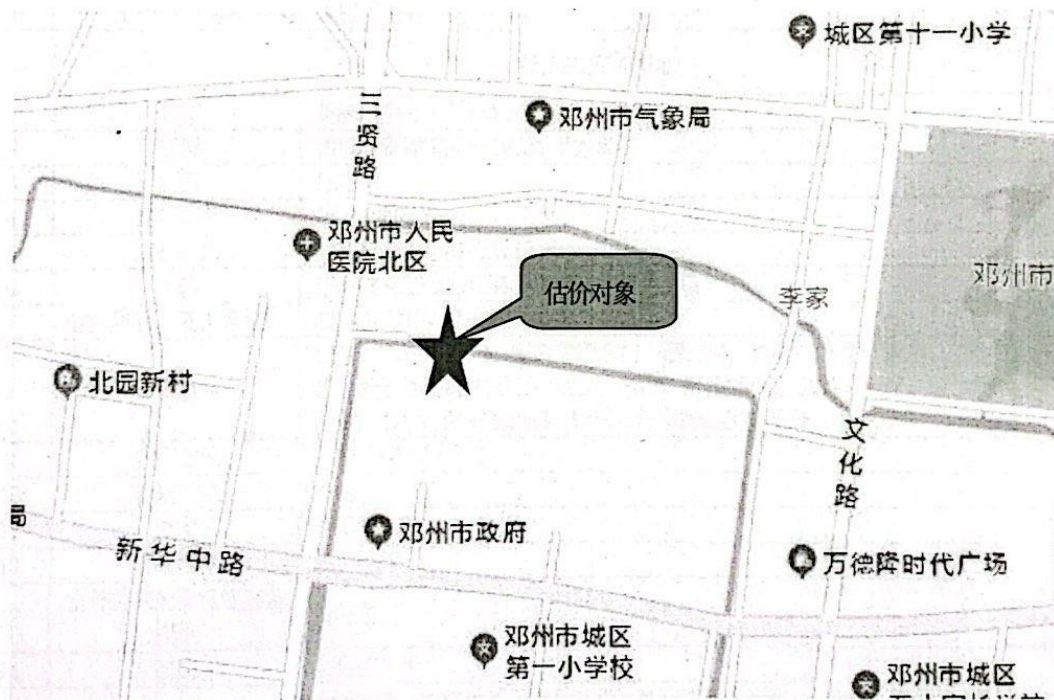 城区第十一小学
三贤路
邓州市气象局
邓州市人民
医院北区
估价对象
邓州市
李家
北园新村
文化路
局
邓州市政府
新华中路
万德隆时代广场
邓州市城区
第一小学校
邓州市城区